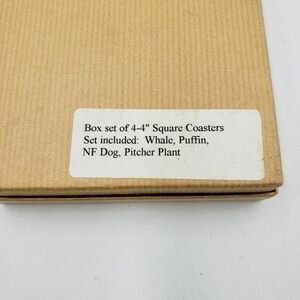 Box set of 4-4" Square Coasters
Set included: Whale, Puffin,
NF Dog, Pitcher Plant